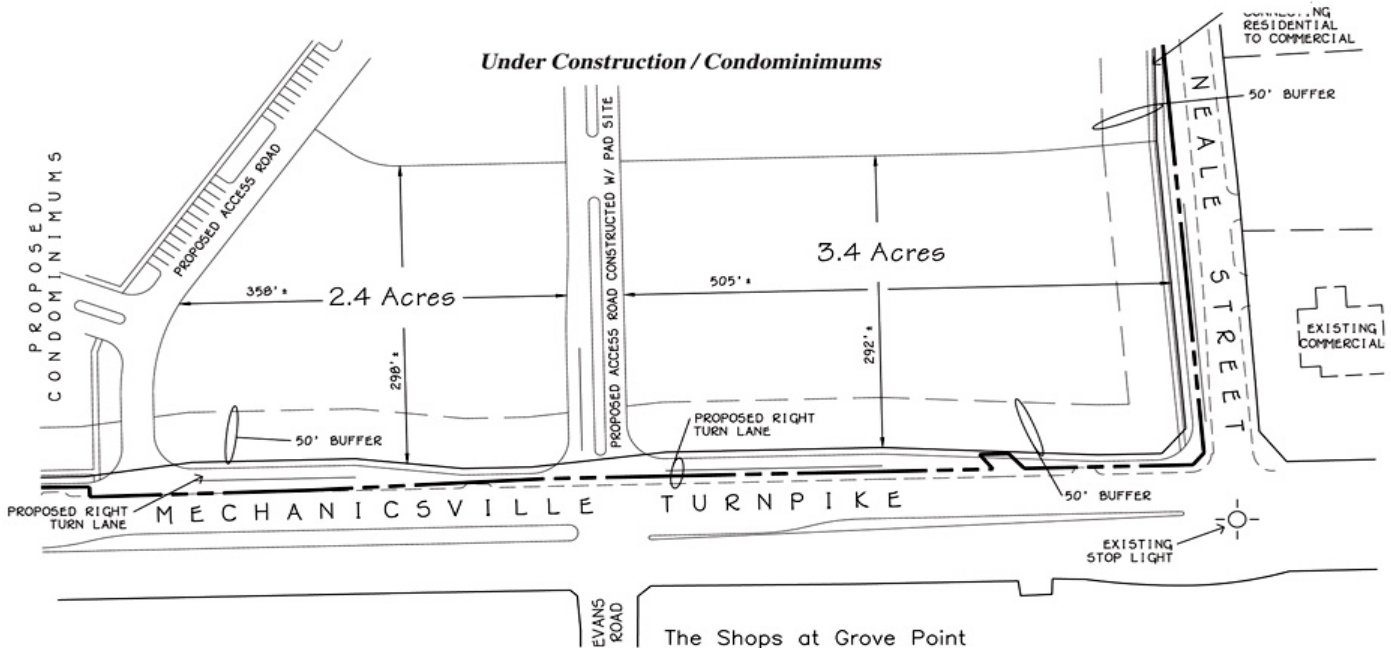 RESIDENTIAL
TO COMMERCIAL
Under Construction / Condominimums
50' BUFFER
NEALE STREET
PROPOSED
CONDOMINIMUMS
PROPOSED ACCESS ROAD
PROPOSED ACCESS ROAD CONSTRUCTED W/ PAD SITE
3.4 Acres
505'±
358'±
2.4 Acres
292'±
298'±
EXISTING
COMMERCIAL
PROPOSED RIGHT
TURN LANE
50' BUFFER
50' BUFFER
MECHANICSVILLE TURNPIKE
PROPOSED RIGHT
TURN LANE
EXISTING
STOP LIGHT
EVANS
ROAD
The Shops at Grove Point